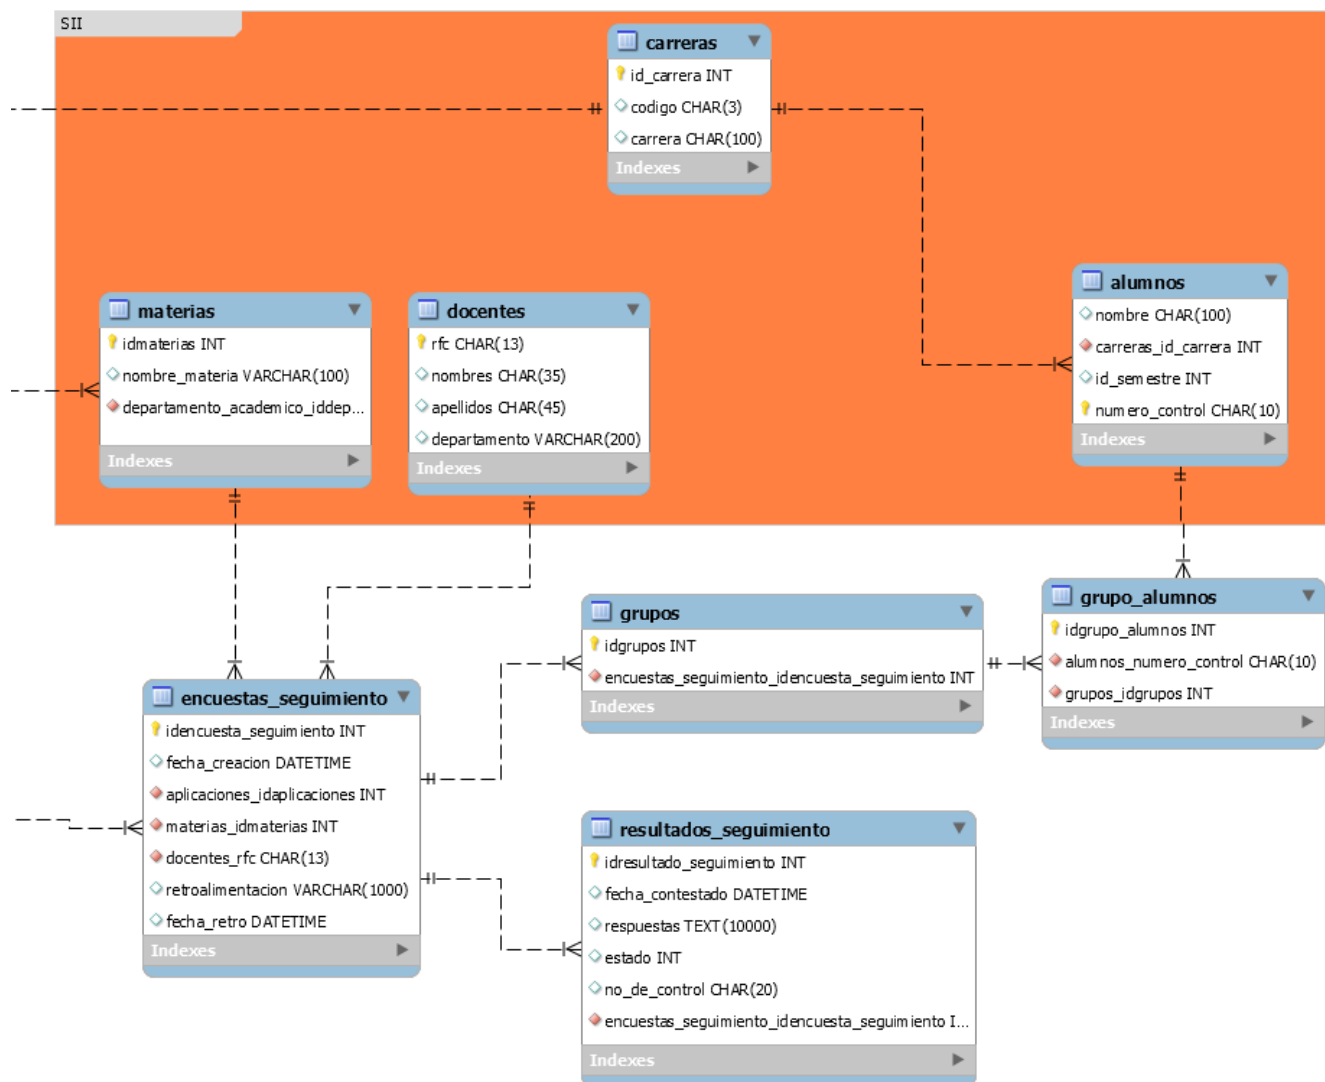 SII
carreras
id_carrera INT
codigo CHAR(3)
carrera CHAR(100)
Indexes
materias
idmaterias INT
nombre_materia VARCHAR(100)
departamento_academico_iddep...
Indexes
docentes
rfc CHAR(13)
nombres CHAR(35)
apellidos CHAR(45)
departamento VARCHAR(200)
Indexes
alumnos
nombre CHAR(100)
carreras_id_carrera INT
id_semestre INT
numero_control CHAR(10)
Indexes
grupos
idgrupos INT
encuestas_seguimiento_idencuesta_seguimiento INT
Indexes
grupo_alumnos
idgrupo_alumnos INT
alumnos_numero_control CHAR(10)
grupos_idgrupos INT
Indexes
encuestas_seguimiento
idencuesta_seguimiento INT
fecha_creacion DATETIME
aplicaciones_idaplicaciones INT
materias_idmaterias INT
docentes_rfc CHAR(13)
retroalimentacion VARCHAR(1000)
fecha_retro DATETIME
Indexes
resultados_seguimiento
idresultado_seguimiento INT
fecha_contestado DATETIME
respuestas TEXT(10000)
estado INT
no_de_control CHAR(20)
encuestas_seguimiento_idencuesta_seguimiento I...
Indexes